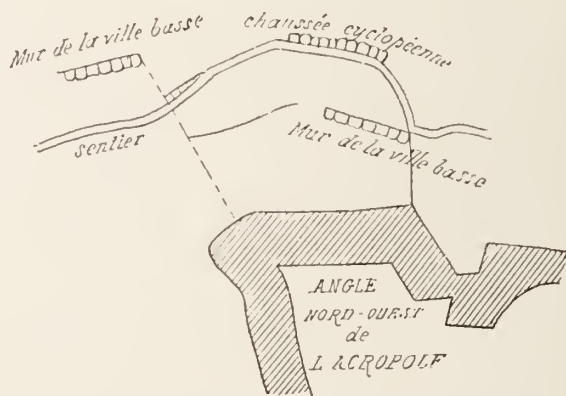 chaussée cyclopéenne
Mur de la ville basse
sentier
Mur de la ville basse
ANGLE
NORD-OUEST
de
L ACROPOLE